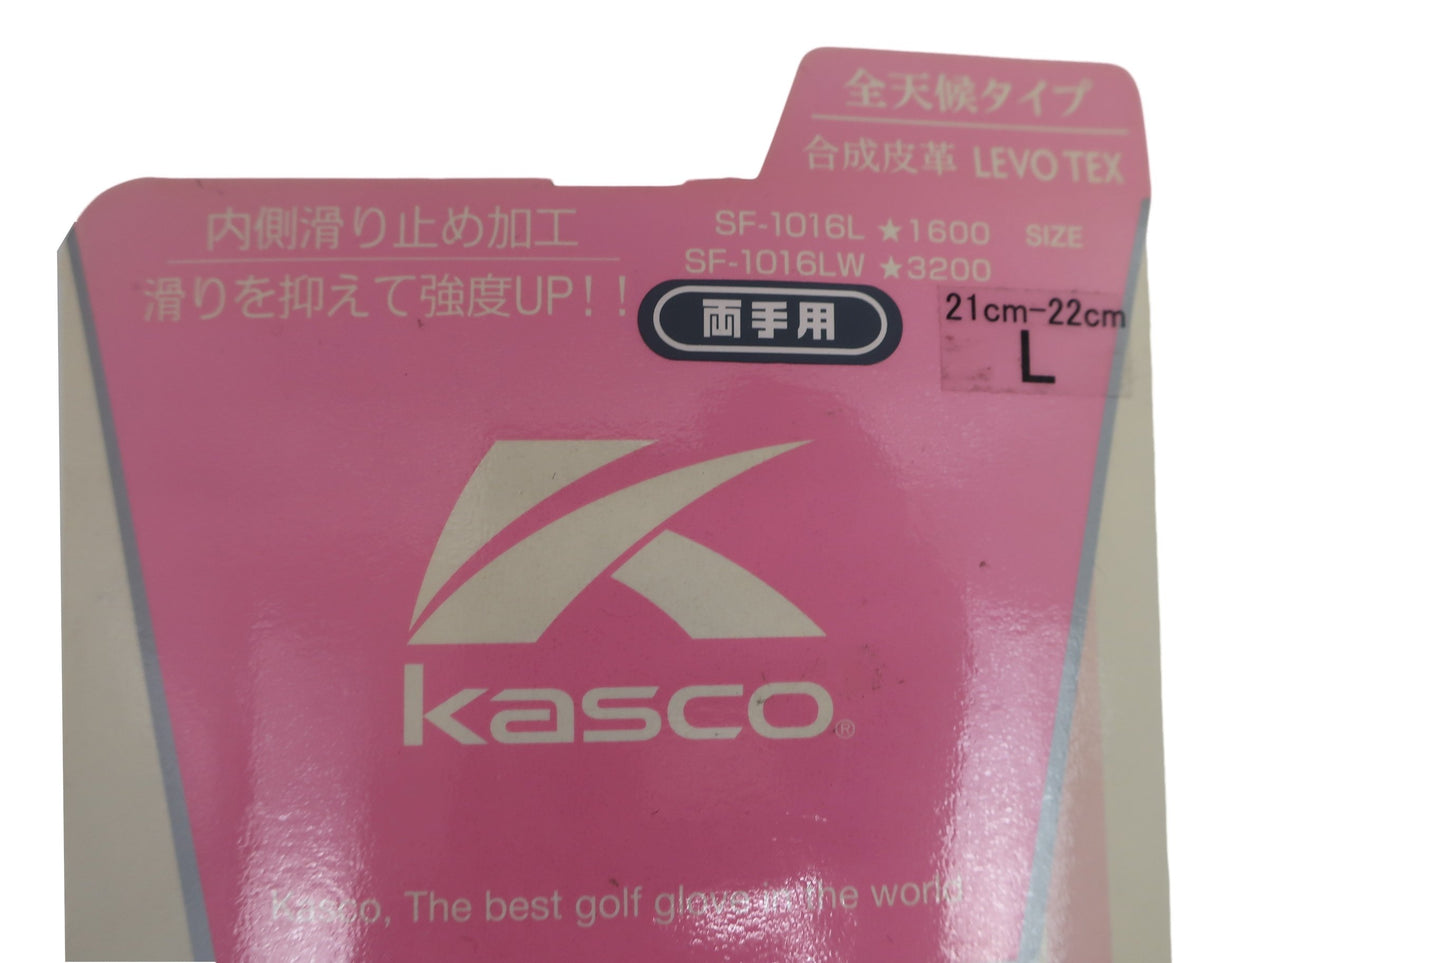 全天候タイプ
合成皮革 LEVO TEX
内側滑り止め加工
滑りを抑えて強度UP!!
SF-1016L ★1600
SF-1016LW ★3200
SIZE
両手用
21cm-22cm
L
kasco®
Kasco, The best golf glove in the world